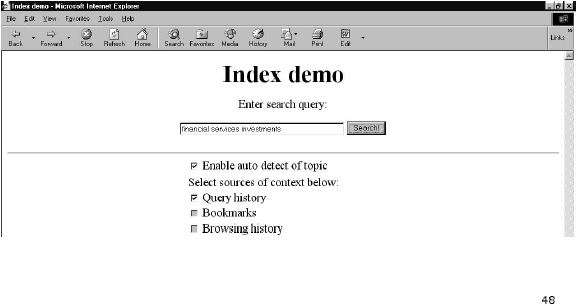 Index demo - Microsoft Internet Explorer
File Edit View Favorites Tools Help
Back Forward Stop Refresh Home Search Favorites Media History Mail Print Edit Links
Index demo
Enter search query:
financial services investments Search!
Enable auto detect of topic
Select sources of context below:
Query history
Bookmarks
Browsing history
48